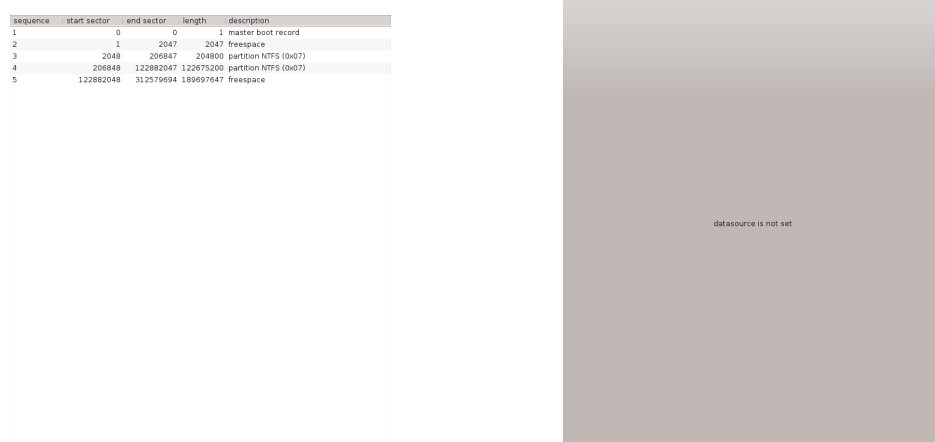 sequence start sector end sector length description
1 0 0 1 master boot record
2 1 2047 2047 freespace
3 2048 206847 204800 partition NTFS (0x07)
4 206848 122882047 122675200 partition NTFS (0x07)
5 122882048 312579694 189697647 freespace
datasource is not set